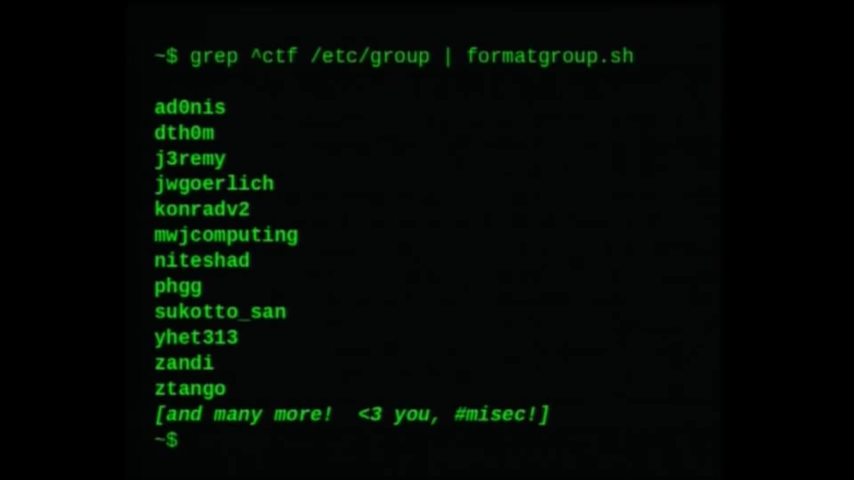 ~$ grep ^ctf /etc/group | formatgroup.sh
ad0nis
dth0m
j3remy
jwgoerlich
konradv2
mwjcomputing
niteshad
phgg
sukotto_san
yhet313
zandi
ztango
[and many more!  <3 you, #misec!]
~$